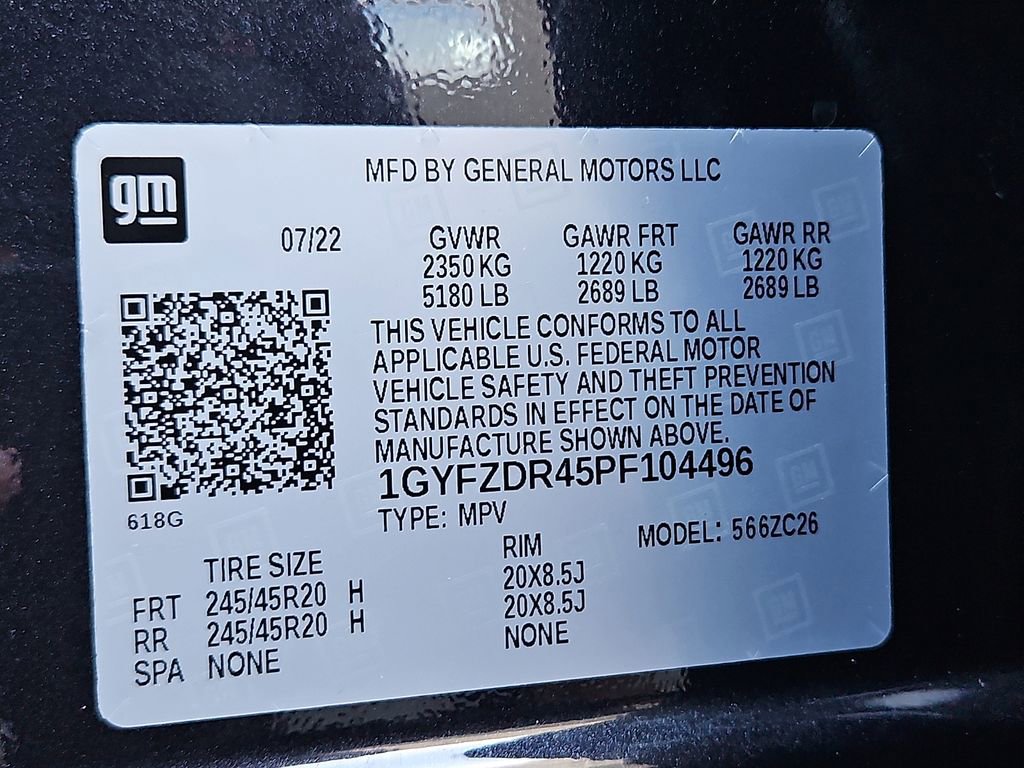 gm
MFD BY GENERAL MOTORS LLC
07/22 GVWR GAWR FRT GAWR RR
2350 KG 1220 KG 1220 KG
5180 LB 2689 LB 2689 LB
THIS VEHICLE CONFORMS TO ALL
APPLICABLE U.S. FEDERAL MOTOR
VEHICLE SAFETY AND THEFT PREVENTION
STANDARDS IN EFFECT ON THE DATE OF
MANUFACTURE SHOWN ABOVE.
1GYFZDR45PF104496
618G
TYPE: MPV MODEL: 566ZC26
TIRE SIZE RIM
FRT 245/45R20 H 20X8.5J
RR 245/45R20 H 20X8.5J
SPA NONE NONE